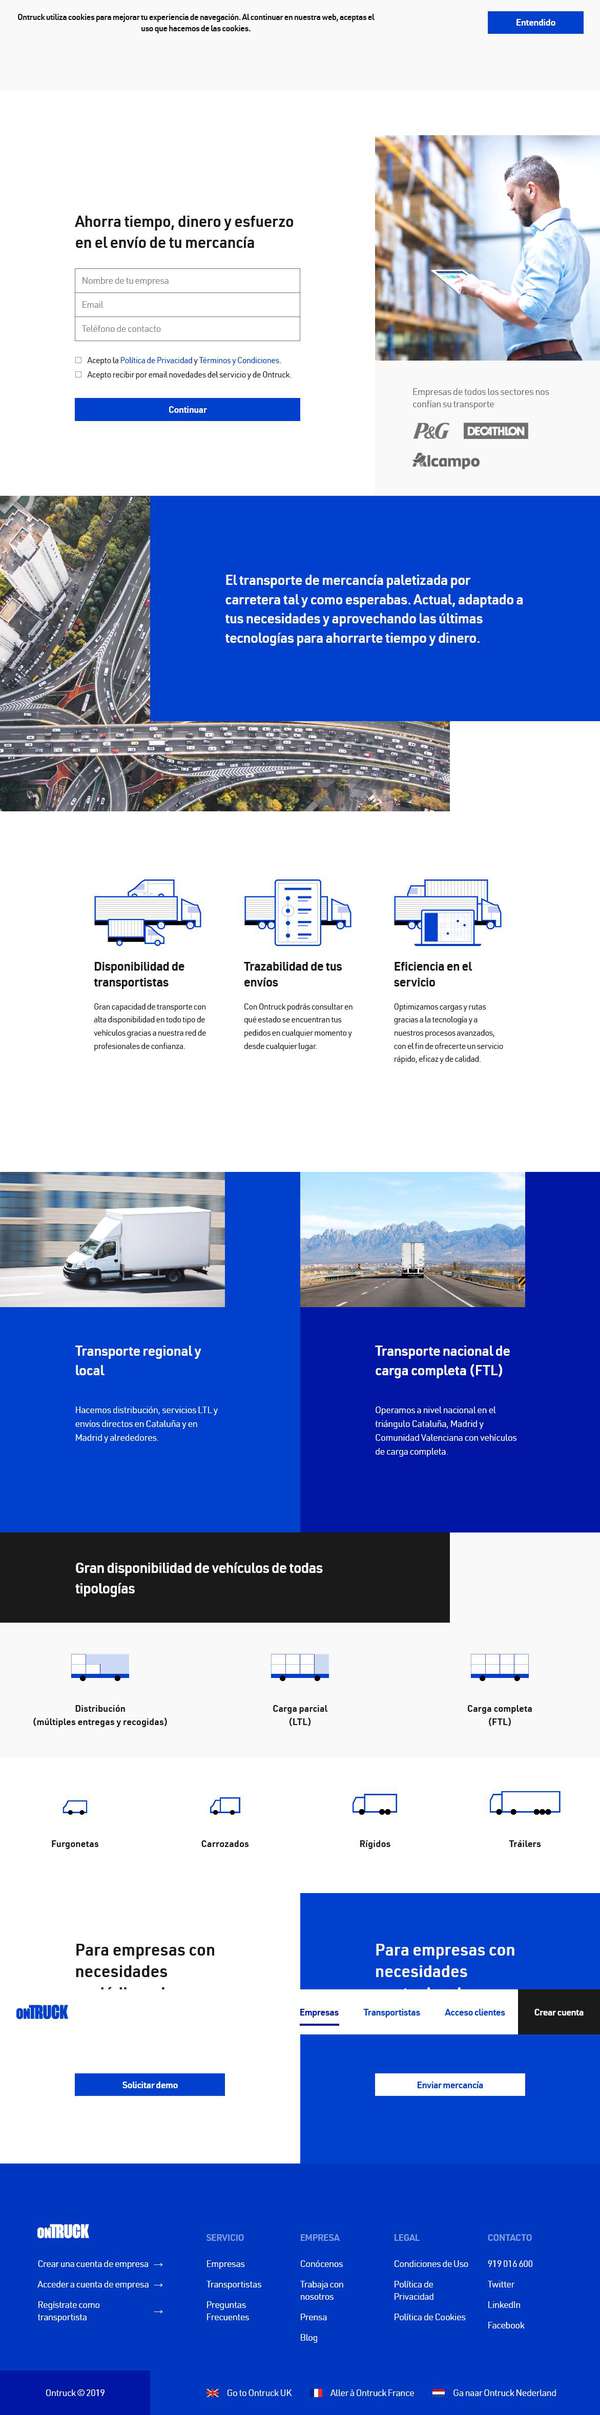 Ontruck utiliza cookies para mejorar tu experiencia de navegación. Al continuar en nuestra web, aceptas el
uso que hacemos de las cookies.
Entendido
Ahorra tiempo, dinero y esfuerzo
en el envío de tu mercancía
Nombre de tu empresa
Email
Teléfono de contacto
Acepto la Política de Privacidad y Términos y Condiciones.
Acepto recibir por email novedades del servicio y de Ontruck.
Continuar
Empresas de todos los sectores nos
confían su transporte
P&G DECATHLON
Alcampo
El transporte de mercancía paletizada por
carretera tal y como esperabas. Actual, adaptado a
tus necesidades y aprovechando las últimas
tecnologías para ahorrarte tiempo y dinero.
Disponibilidad de
transportistas
Gran capacidad de transporte con
alta disponibilidad en todo tipo de
vehículos gracias a nuestra red de
profesionales de confianza.
Trazabilidad de tus
envíos
Con Ontruck podrás consultar en
qué estado se encuentran tus
pedidos en cualquier momento y
desde cualquier lugar.
Eficiencia en el
servicio
Optimizamos cargas y rutas
gracias a la tecnología y a
nuestros procesos avanzados,
con el fin de ofrecerte un servicio
rápido, eficaz y de calidad.
Transporte regional y
local
Hacemos distribución, servicios LTL y
envíos directos en Cataluña y en
Madrid y alrededores.
Transporte nacional de
carga completa (FTL)
Operamos a nivel nacional en el
triángulo Cataluña, Madrid y
Comunidad Valenciana con vehículos
de carga completa.
Gran disponibilidad de vehículos de todas
tipologías
Distribución
(múltiples entregas y recogidas)
Carga parcial
(LTL)
Carga completa
(FTL)
Furgonetas
Carrozados
Rígidos
Tráilers
Para empresas con
necesidades
Para empresas con
necesidades
ONTRUCK
Empresas
Transportistas
Acceso clientes
Crear cuenta
Solicitar demo
Enviar mercancía
ONTRUCK
Crear una cuenta de empresa →
Acceder a cuenta de empresa →
Regístrate como
transportista →
SERVICIO
Empresas
Transportistas
Preguntas
Frecuentes
EMPRESA
Conócenos
Trabaja con
nosotros
Prensa
Blog
LEGAL
Condiciones de Uso
Política de
Privacidad
Política de Cookies
CONTACTO
919 016 600
Twitter
LinkedIn
Facebook
Ontruck © 2019
Go to Ontruck UK
Aller à Ontruck France
Ga naar Ontruck Nederland